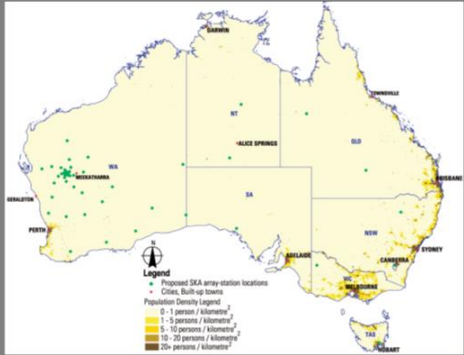 DARWIN
TOWNSVILLE
NT
ALICE SPRINGS
QLD
WA
MEEKATHARRA
SA
BRISBANE
GERALDTON
NSW
PERTH
N
SYDNEY
ADELAIDE
CANBERRA
Legend
VIC
MELBOURNE
Proposed SKA array-station locations
Cities, Built-up towns
Population Density Legend
0 - 1 person / kilometre²
1 - 5 persons / kilometre²
5 - 10 persons / kilometre²
10 - 20 persons / kilometre²
20+ persons / kilometre²
TAS
HOBART